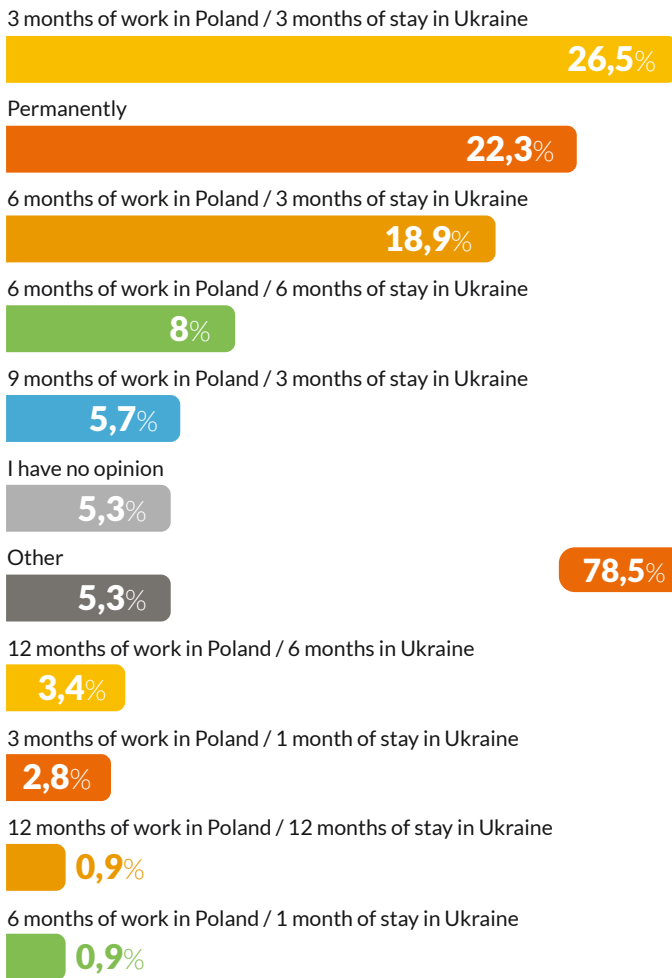 3 months of work in Poland / 3 months of stay in Ukraine
26,5%
Permanently
22,3%
6 months of work in Poland / 3 months of stay in Ukraine
18,9%
6 months of work in Poland / 6 months of stay in Ukraine
8%
9 months of work in Poland / 3 months of stay in Ukraine
5,7%
I have no opinion
5,3%
Other
78,5%
5,3%
12 months of work in Poland / 6 months in Ukraine
3,4%
3 months of work in Poland / 1 month of stay in Ukraine
2,8%
12 months of work in Poland / 12 months of stay in Ukraine
0,9%
6 months of work in Poland / 1 month of stay in Ukraine
0,9%